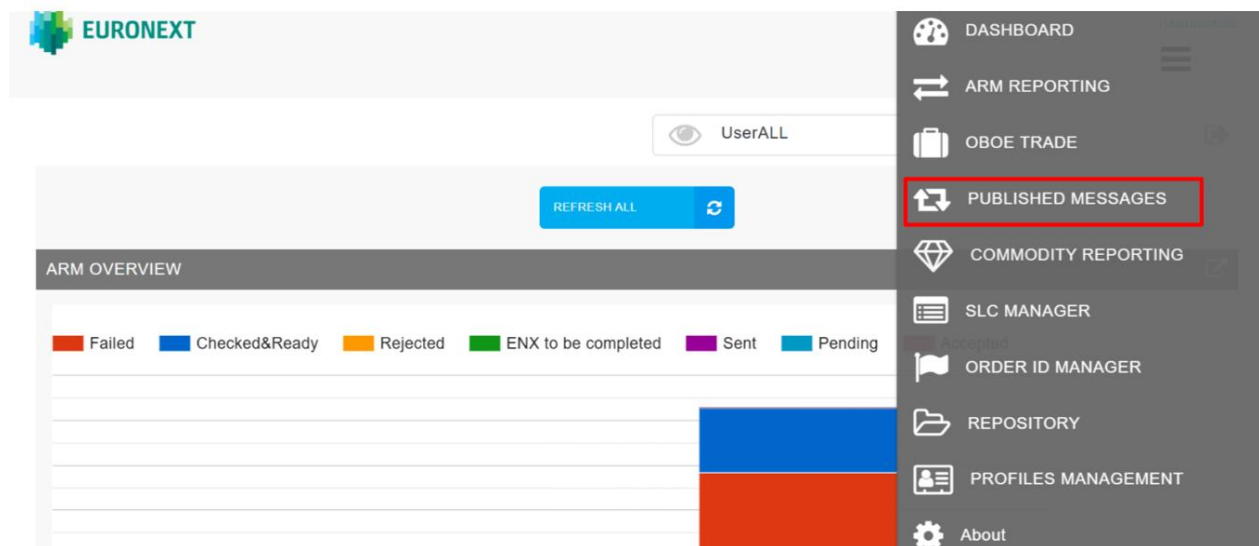 EURONEXT
UserALL
REFRESH ALL
ARM OVERVIEW
Failed Checked&Ready Rejected ENX to be completed Sent Pending Accepted
DASHBOARD
ARM REPORTING
OBOE TRADE
PUBLISHED MESSAGES
COMMODITY REPORTING
SLC MANAGER
ORDER ID MANAGER
REPOSITORY
PROFILES MANAGEMENT
About